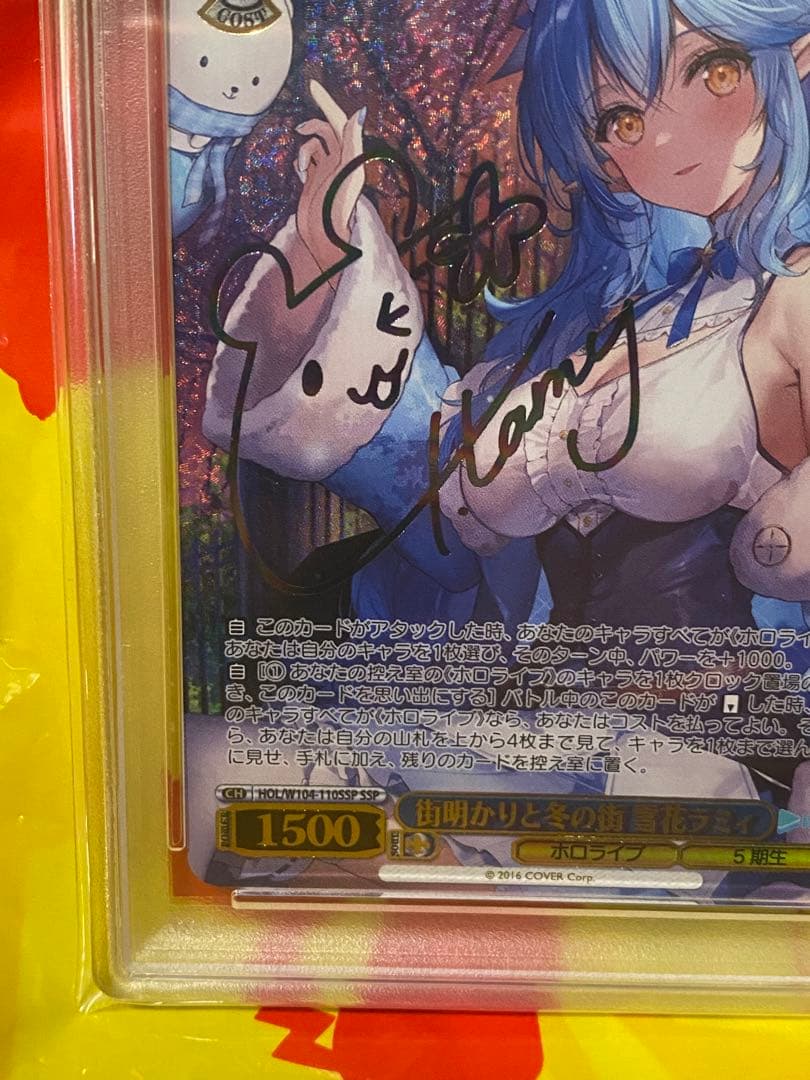 COST
Y.Lamy
自 このカードがアタックした時、あなたのキャラすべてが《ホロライ
あなたは自分のキャラを1枚選び、そのターン中、パワーを+1000。
自 [① あなたの控え室の《ホロライブ》のキャラを1枚クロック置場の
き、このカードを思い出にする] バトル中のこのカードが した時、
のキャラすべてが《ホロライブ》なら、あなたはコストを払ってよい。そ
ら、あなたは自分の山札を上から4枚まで見て、キャラを1枚まで選ん
に見せ、手札に加え、残りのカードを控え室に置く。
CH HOL/W104-110SSP SSP
POWER 1500
街明かりと冬の街 雪花ラミィ
SOUL
ホロライブ 5期生
© 2016 COVER Corp.